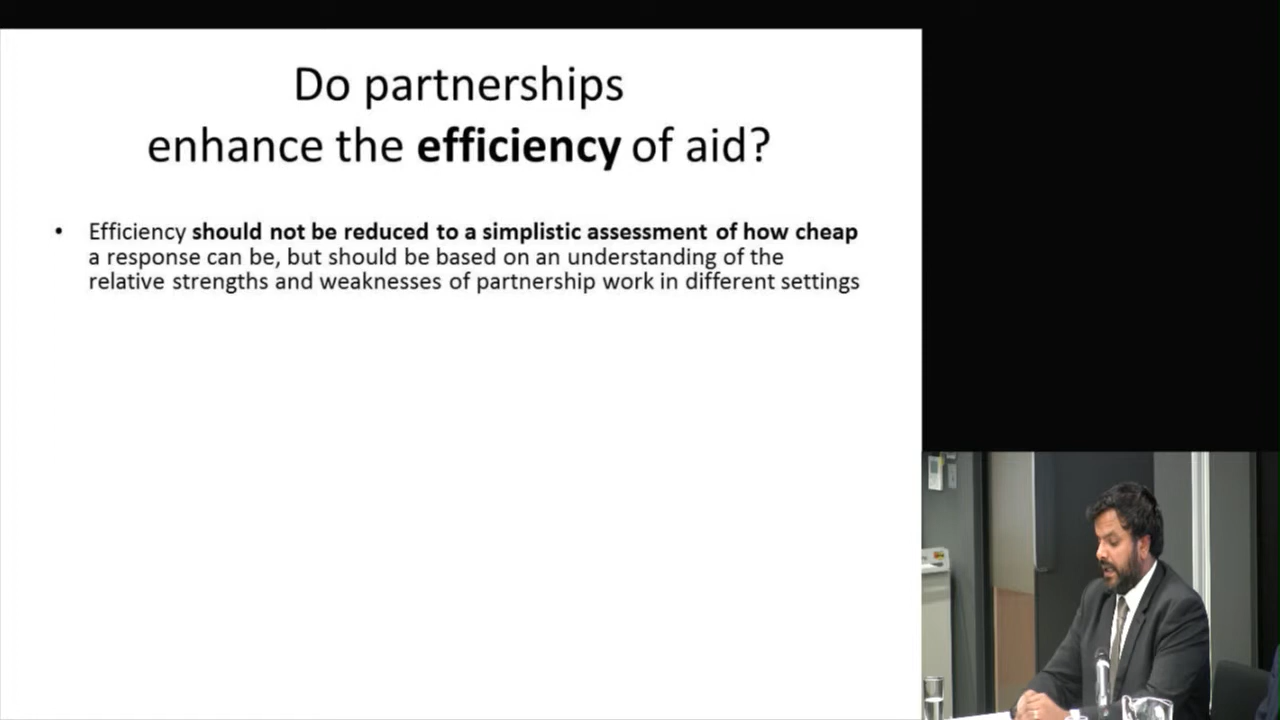 Do partnerships
enhance the efficiency of aid?
• Efficiency should not be reduced to a simplistic assessment of how cheap
a response can be, but should be based on an understanding of the
relative strengths and weaknesses of partnership work in different settings